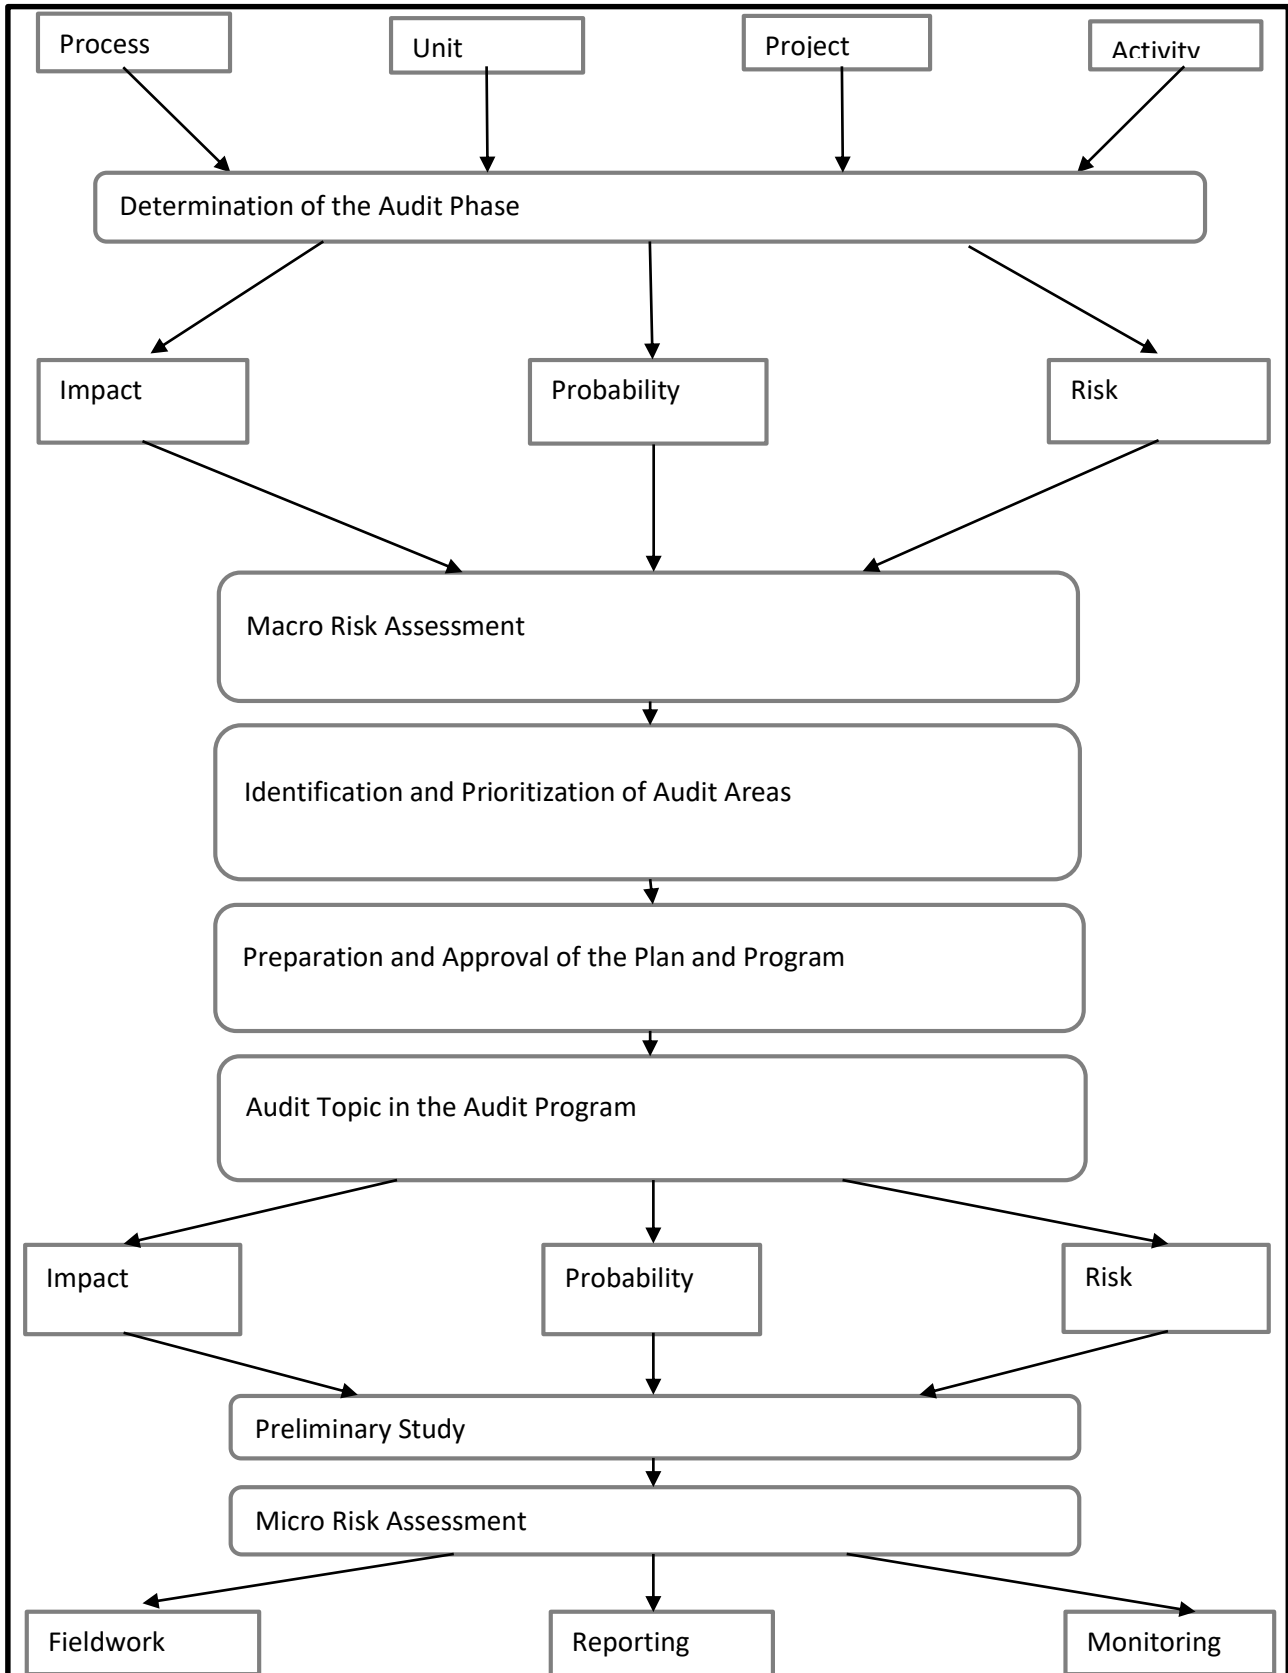 Process
Unit
Project
Activity
Determination of the Audit Phase
Impact
Probability
Risk
Macro Risk Assessment
Identification and Prioritization of Audit Areas
Preparation and Approval of the Plan and Program
Audit Topic in the Audit Program
Impact
Probability
Risk
Preliminary Study
Micro Risk Assessment
Fieldwork
Reporting
Monitoring